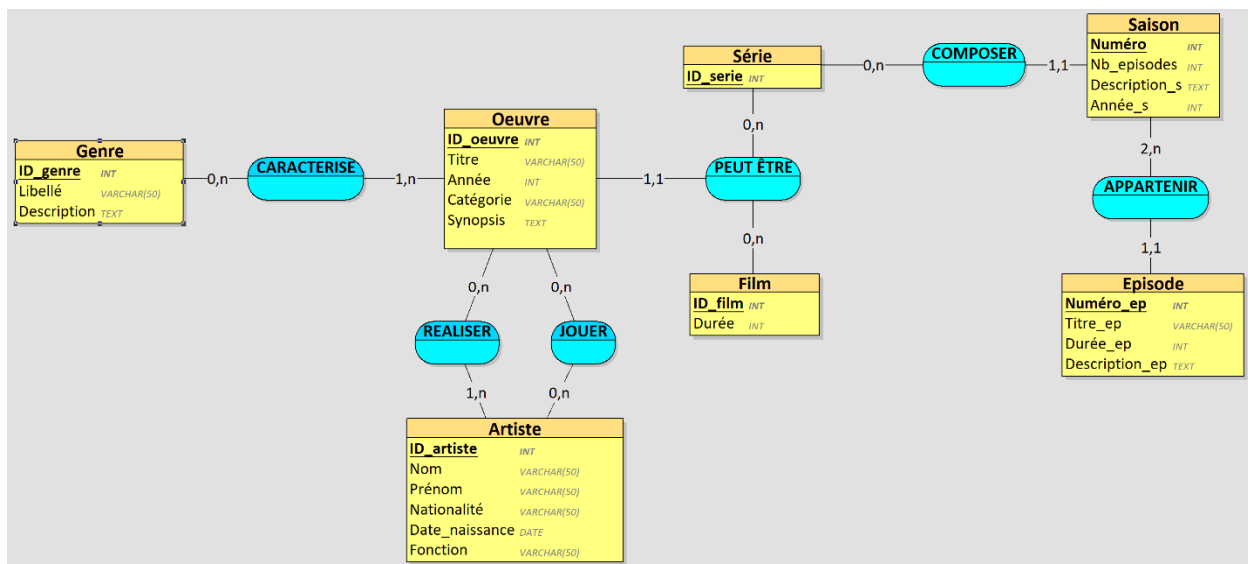 Genre
ID_genre INT
Libellé VARCHAR(50)
Description TEXT
0,n
CARACTERISE
1,n
Oeuvre
ID_oeuvre INT
Titre VARCHAR(50)
Année INT
Catégorie VARCHAR(50)
Synopsis TEXT
1,1
PEUT ÊTRE
0,n
0,n
Série
ID_serie INT
0,n
COMPOSER
1,1
Saison
Numéro INT
Nb_episodes INT
Description_s TEXT
Année_s INT
2,n
APPARTENIR
1,1
Episode
Numéro_ep INT
Titre_ep VARCHAR(50)
Durée_ep INT
Description_ep TEXT
Film
ID_film INT
Durée INT
0,n
0,n
REALISER
JOUER
1,n
0,n
Artiste
ID_artiste INT
Nom VARCHAR(50)
Prénom VARCHAR(50)
Nationalité VARCHAR(50)
Date_naissance DATE
Fonction VARCHAR(50)